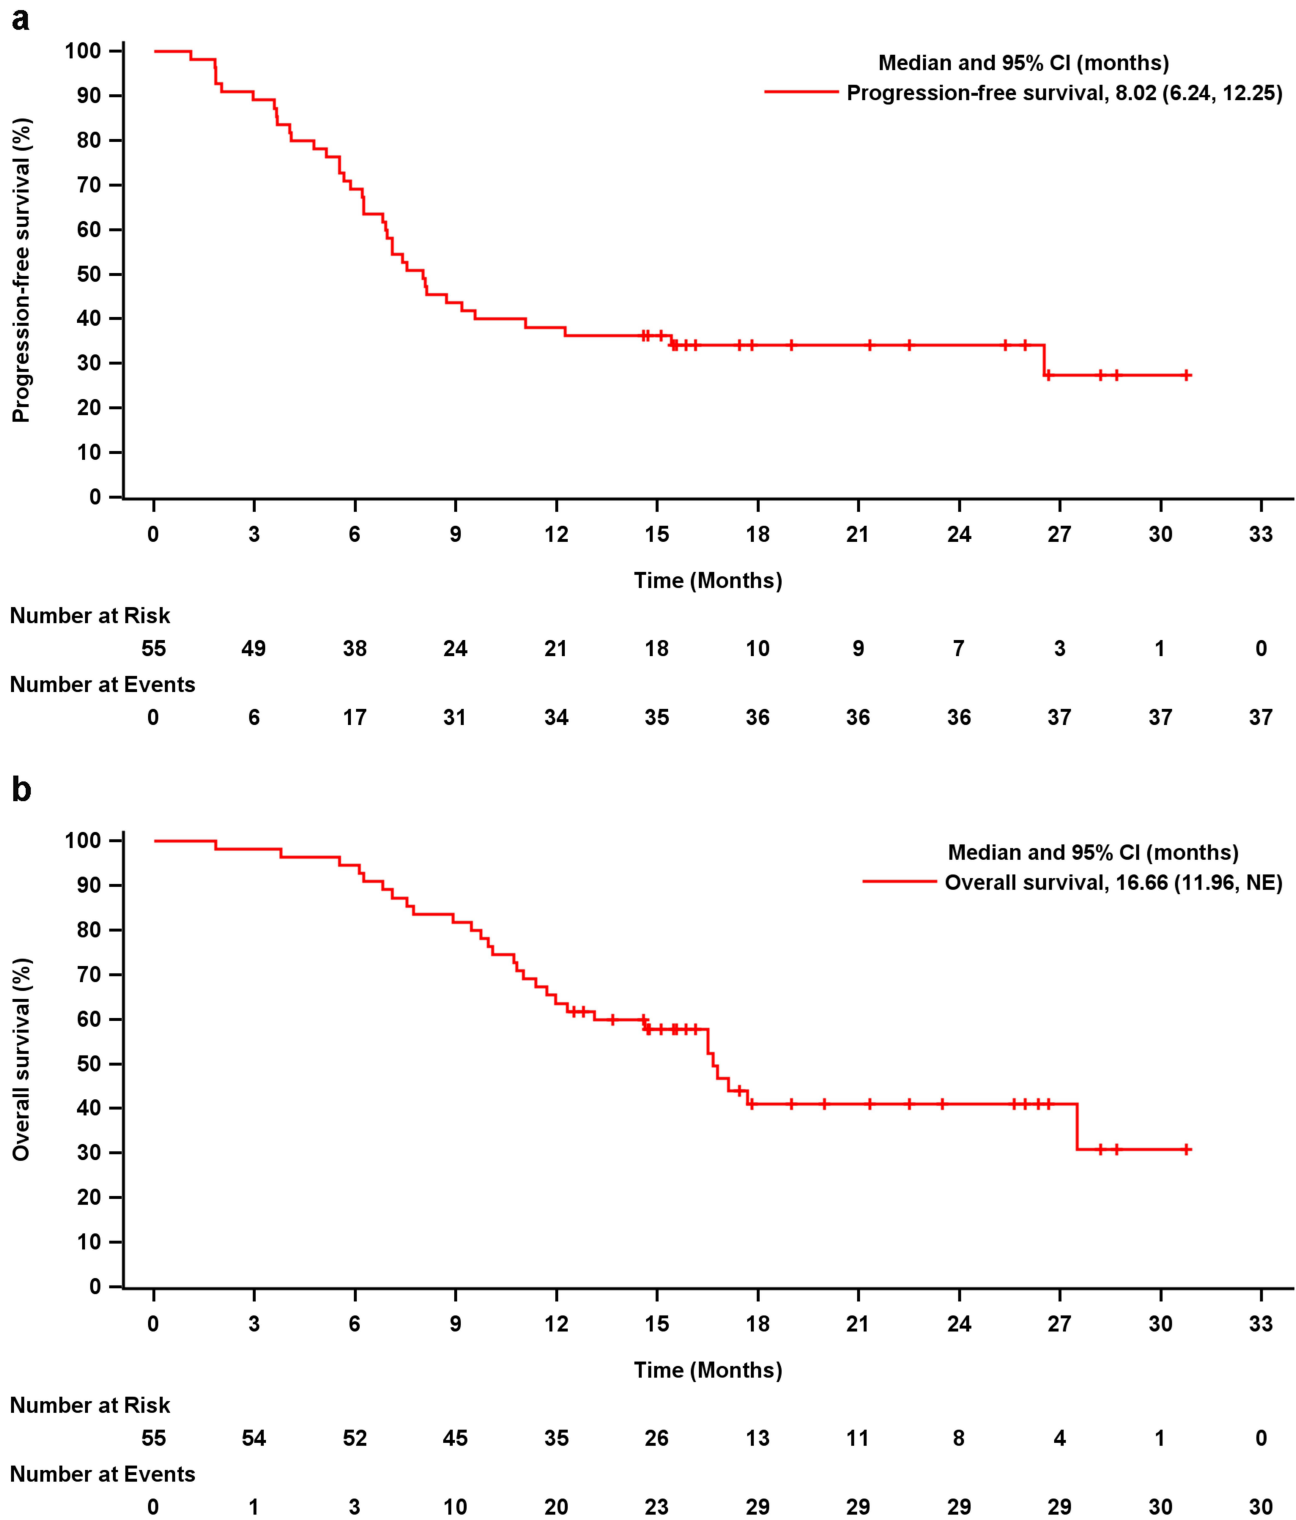 a
Median and 95% CI (months)
Progression-free survival, 8.02 (6.24, 12.25)
Progression-free survival (%)
100
90
80
70
60
50
40
30
20
10
0
0 3 6 9 12 15 18 21 24 27 30 33
Time (Months)
Number at Risk
55 49 38 24 21 18 10 9 7 3 1 0
Number at Events
0 6 17 31 34 35 36 36 36 37 37 37
b
Median and 95% CI (months)
Overall survival, 16.66 (11.96, NE)
Overall survival (%)
100
90
80
70
60
50
40
30
20
10
0
0 3 6 9 12 15 18 21 24 27 30 33
Time (Months)
Number at Risk
55 54 52 45 35 26 13 11 8 4 1 0
Number at Events
0 1 3 10 20 23 29 29 29 29 30 30